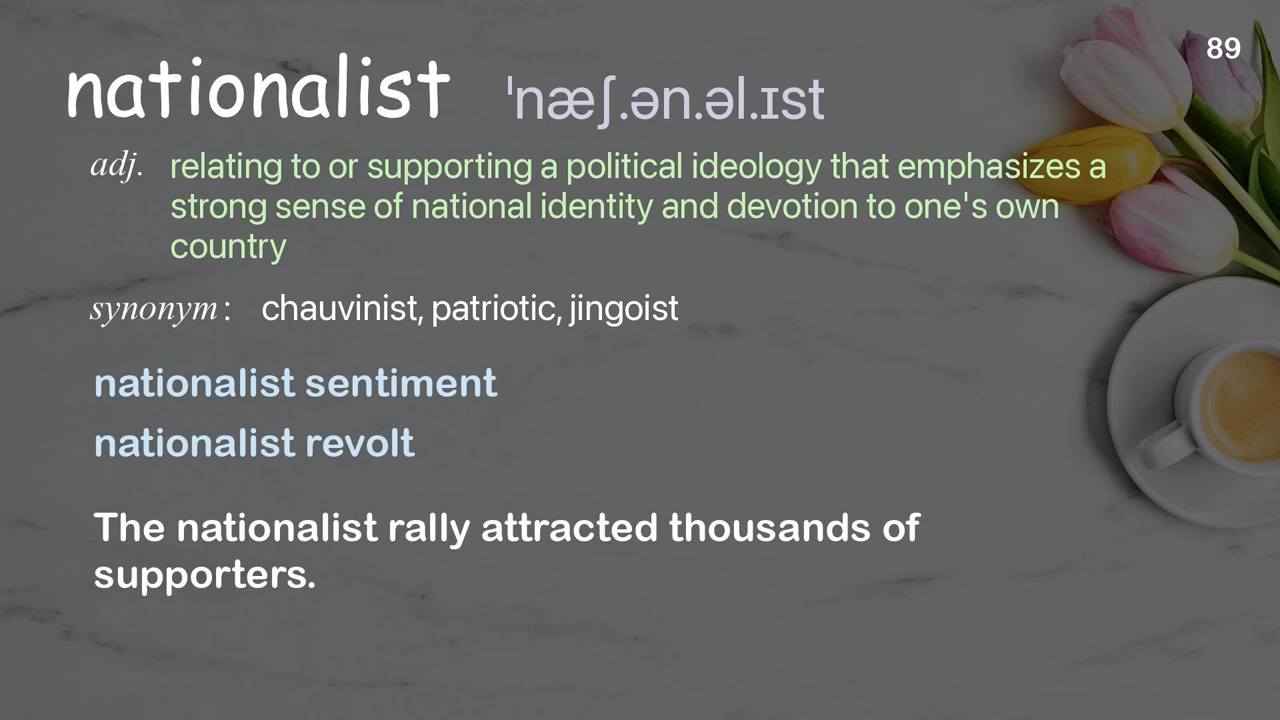 89
nationalist ˈnæʃ.ən.əl.ɪst
adj. relating to or supporting a political ideology that emphasizes a
strong sense of national identity and devotion to one's own
country
synonym: chauvinist, patriotic, jingoist
nationalist sentiment
nationalist revolt
The nationalist rally attracted thousands of
supporters.